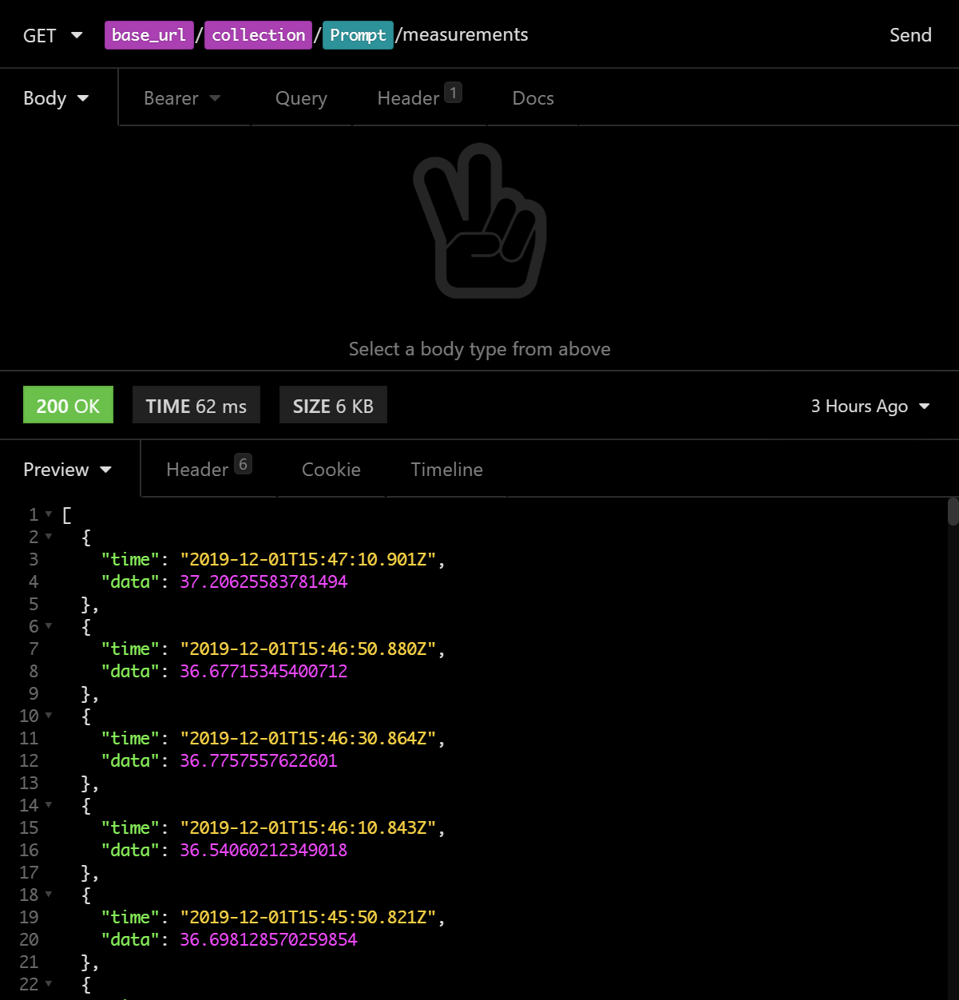 GET base_url/collection/Prompt/measurements Send
Body Bearer Query Header 1 Docs
Select a body type from above
200 OK TIME 62 ms SIZE 6 KB 3 Hours Ago
Preview Header 6 Cookie Timeline
1 [
2 {
3 "time": "2019-12-01T15:47:10.901Z",
4 "data": 37.20625583781494
5 },
6 {
7 "time": "2019-12-01T15:46:50.880Z",
8 "data": 36.67715345400712
9 },
10 {
11 "time": "2019-12-01T15:46:30.864Z",
12 "data": 36.7757557622601
13 },
14 {
15 "time": "2019-12-01T15:46:10.843Z",
16 "data": 36.54060212349018
17 },
18 {
19 "time": "2019-12-01T15:45:50.821Z",
20 "data": 36.698128570259854
21 },
22 {